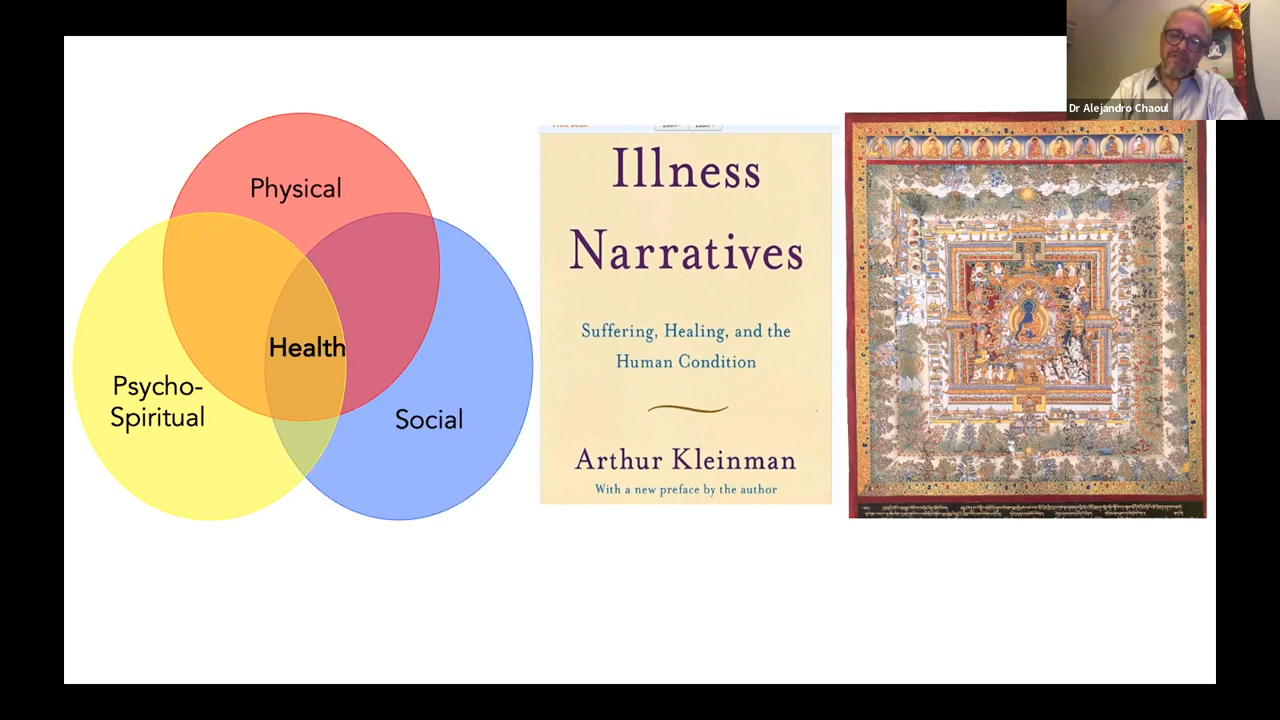 Dr Alejandro Chaoul
Physical
Health
Psycho-
Spiritual
Social
Illness
Narratives
Suffering, Healing, and the
Human Condition
Arthur Kleinman
With a new preface by the author